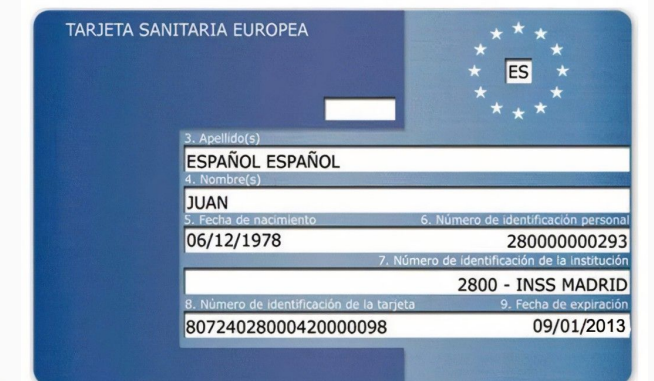 TARJETA SANITARIA EUROPEA
ES
3. Apellido(s)
ESPAÑOL ESPAÑOL
4. Nombre(s)
JUAN
5. Fecha de nacimiento 6. Número de identificación personal
06/12/1978 280000000293
7. Número de identificación de la institución
2800 - INSS MADRID
8. Número de identificación de la tarjeta 9. Fecha de expiración
80724028000420000098 09/01/2013